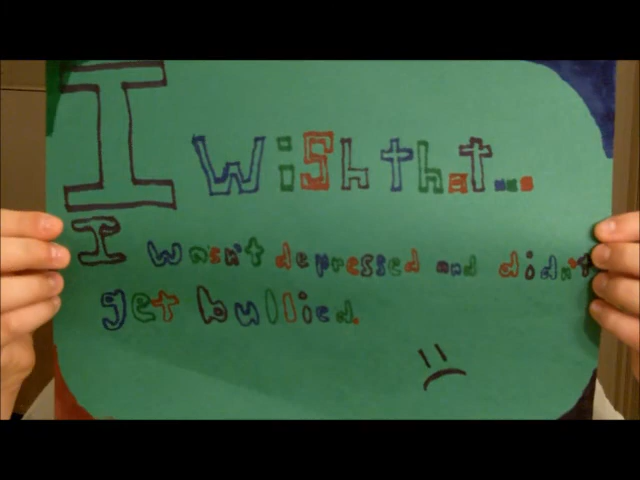 I WiSh that...
I wasn't depressed and didn't
get bullied.